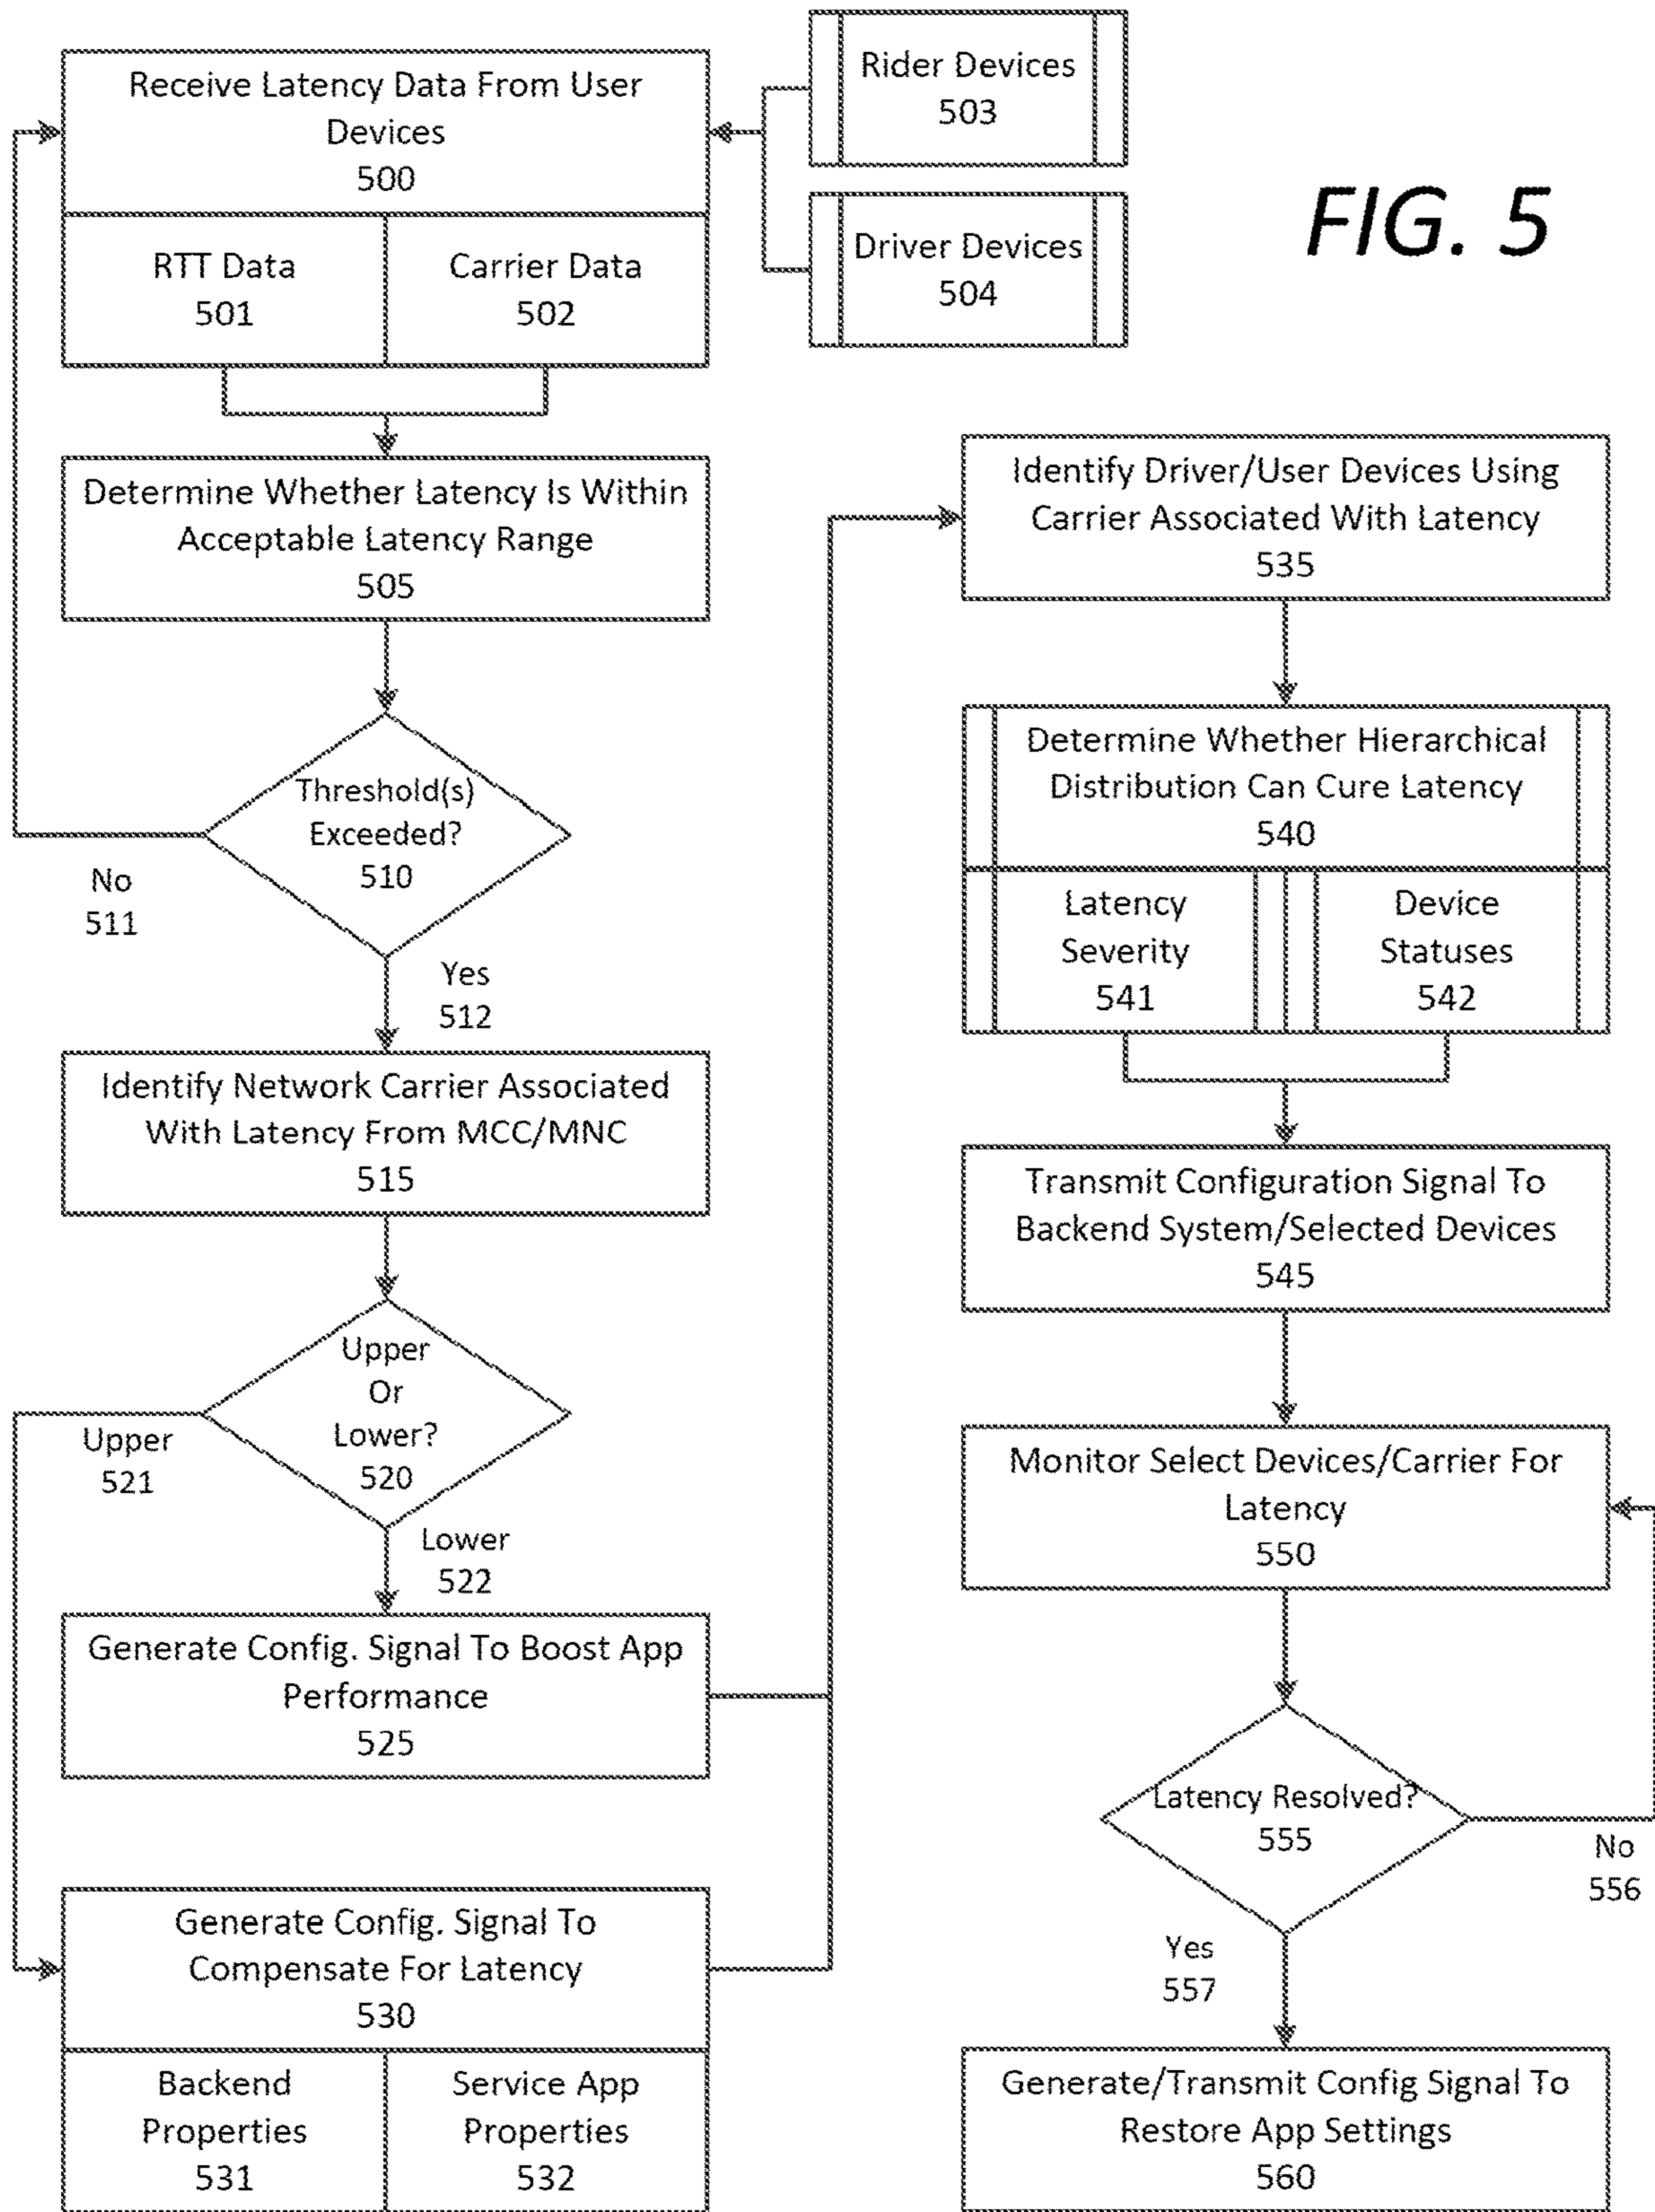 Receive Latency Data From User
Devices
500
RTT Data
501
Carrier Data
502
Rider Devices
503
Driver Devices
504
FIG. 5
Determine Whether Latency Is Within
Acceptable Latency Range
505
Threshold(s)
Exceeded?
510
No
511
Yes
512
Identify Network Carrier Associated
With Latency From MCC/MNC
515
Upper
Or
Lower?
520
Upper
521
Lower
522
Generate Config. Signal To Boost App
Performance
525
Generate Config. Signal To
Compensate For Latency
530
Backend
Properties
531
Service App
Properties
532
Identify Driver/User Devices Using
Carrier Associated With Latency
535
Determine Whether Hierarchical
Distribution Can Cure Latency
540
Latency
Severity
541
Device
Statuses
542
Transmit Configuration Signal To
Backend System/Selected Devices
545
Monitor Select Devices/Carrier For
Latency
550
Latency Resolved?
555
No
556
Yes
557
Generate/Transmit Config Signal To
Restore App Settings
560